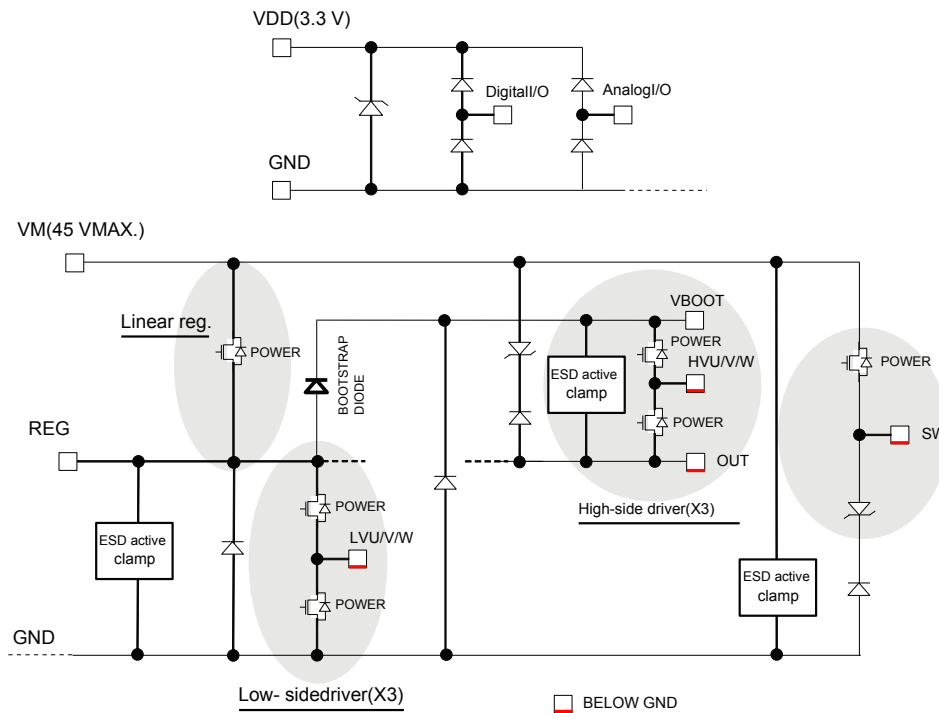 VDD(3.3 V)
DigitalI/O
AnalogI/O
GND
VM(45 VMAX.)
Linear reg.
POWER
VBOOT
POWER
HVU/V/W
POWER
ESD active
clamp
BOOTSTRAP
DIODE
POWER
SW
REG
OUT
High-side driver(X3)
POWER
ESD active
clamp
LVU/V/W
POWER
ESD active
clamp
GND
Low- sidedriver(X3)
BELOW GND